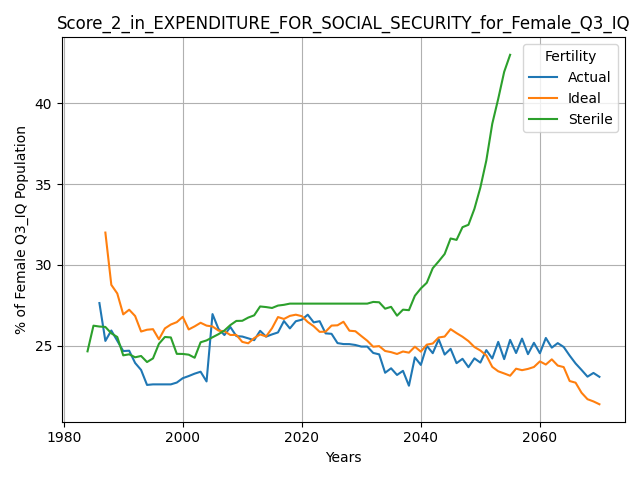 Score_2_in_EXPENDITURE_FOR_SOCIAL_SECURITY_for_Female_Q3_IQ
Fertility
Actual
Ideal
Sterile
% of Female Q3_IQ Population
40
35
30
25
1980
2000
2020
2040
2060
Years